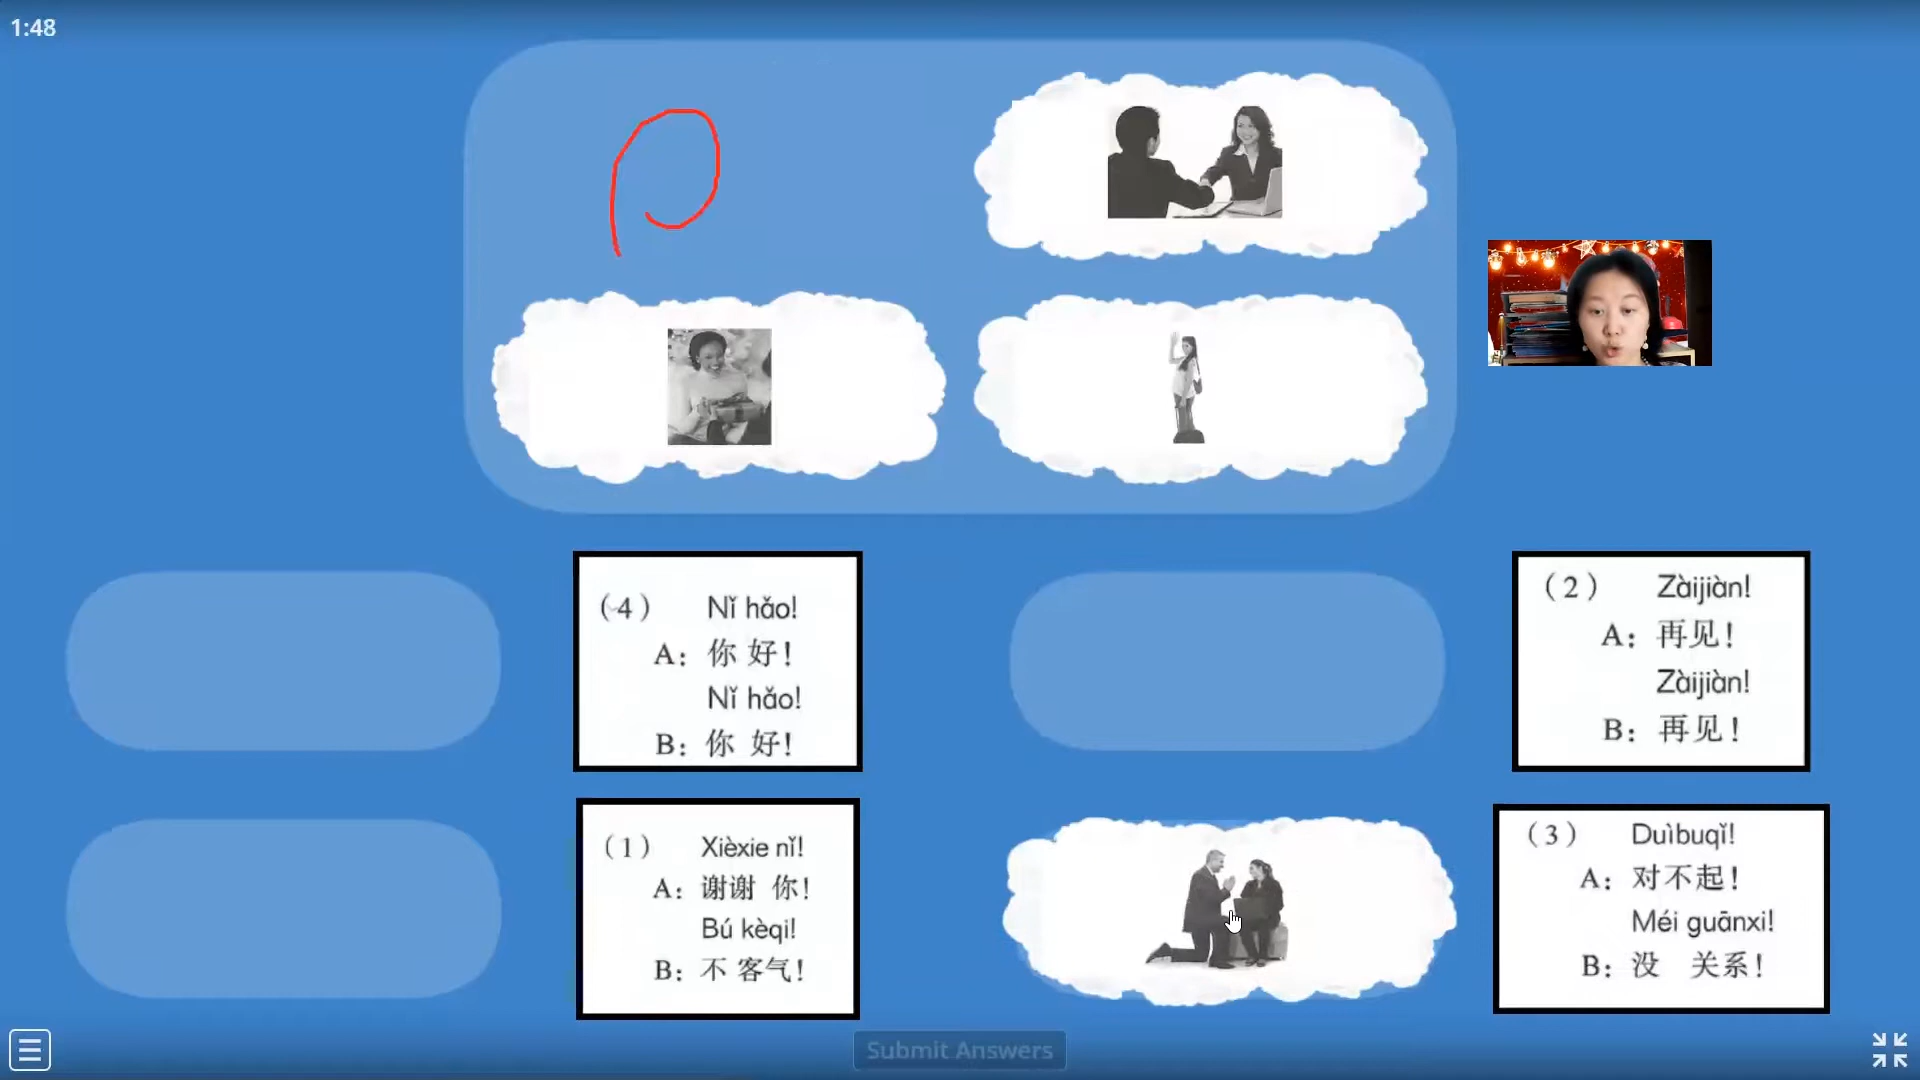 1:48
(4) Nǐ hǎo!
A: 你 好!
Nǐ hǎo!
B: 你 好!
(2) Zàijiàn!
A: 再见!
Zàijiàn!
B: 再见!
(1) Xièxie nǐ!
A: 谢谢 你!
Bú kèqi!
B: 不 客气!
(3) Duìbuqǐ!
A: 对不起!
Méi guānxi!
B: 没 关系!
Submit Answers